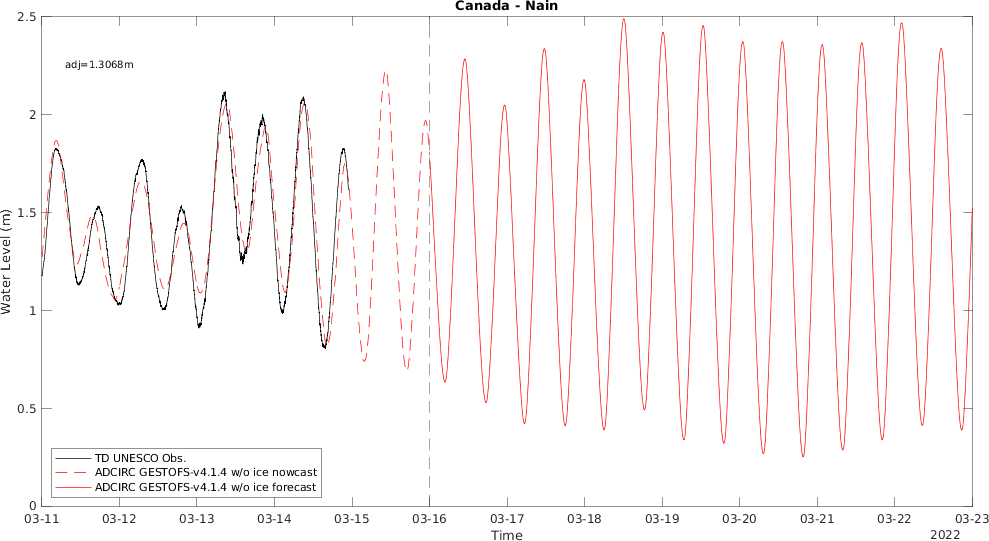 Canada - Nain
2.5
adj=1.3068m
2
1.5
Water Level (m)
1
0.5
TD UNESCO Obs.
ADCIRC GESTOFS-v4.1.4 w/o ice nowcast
ADCIRC GESTOFS-v4.1.4 w/o ice forecast
0
03-11 03-12 03-13 03-14 03-15 03-16 03-17 03-18 03-19 03-20 03-21 03-22 03-23
Time
2022